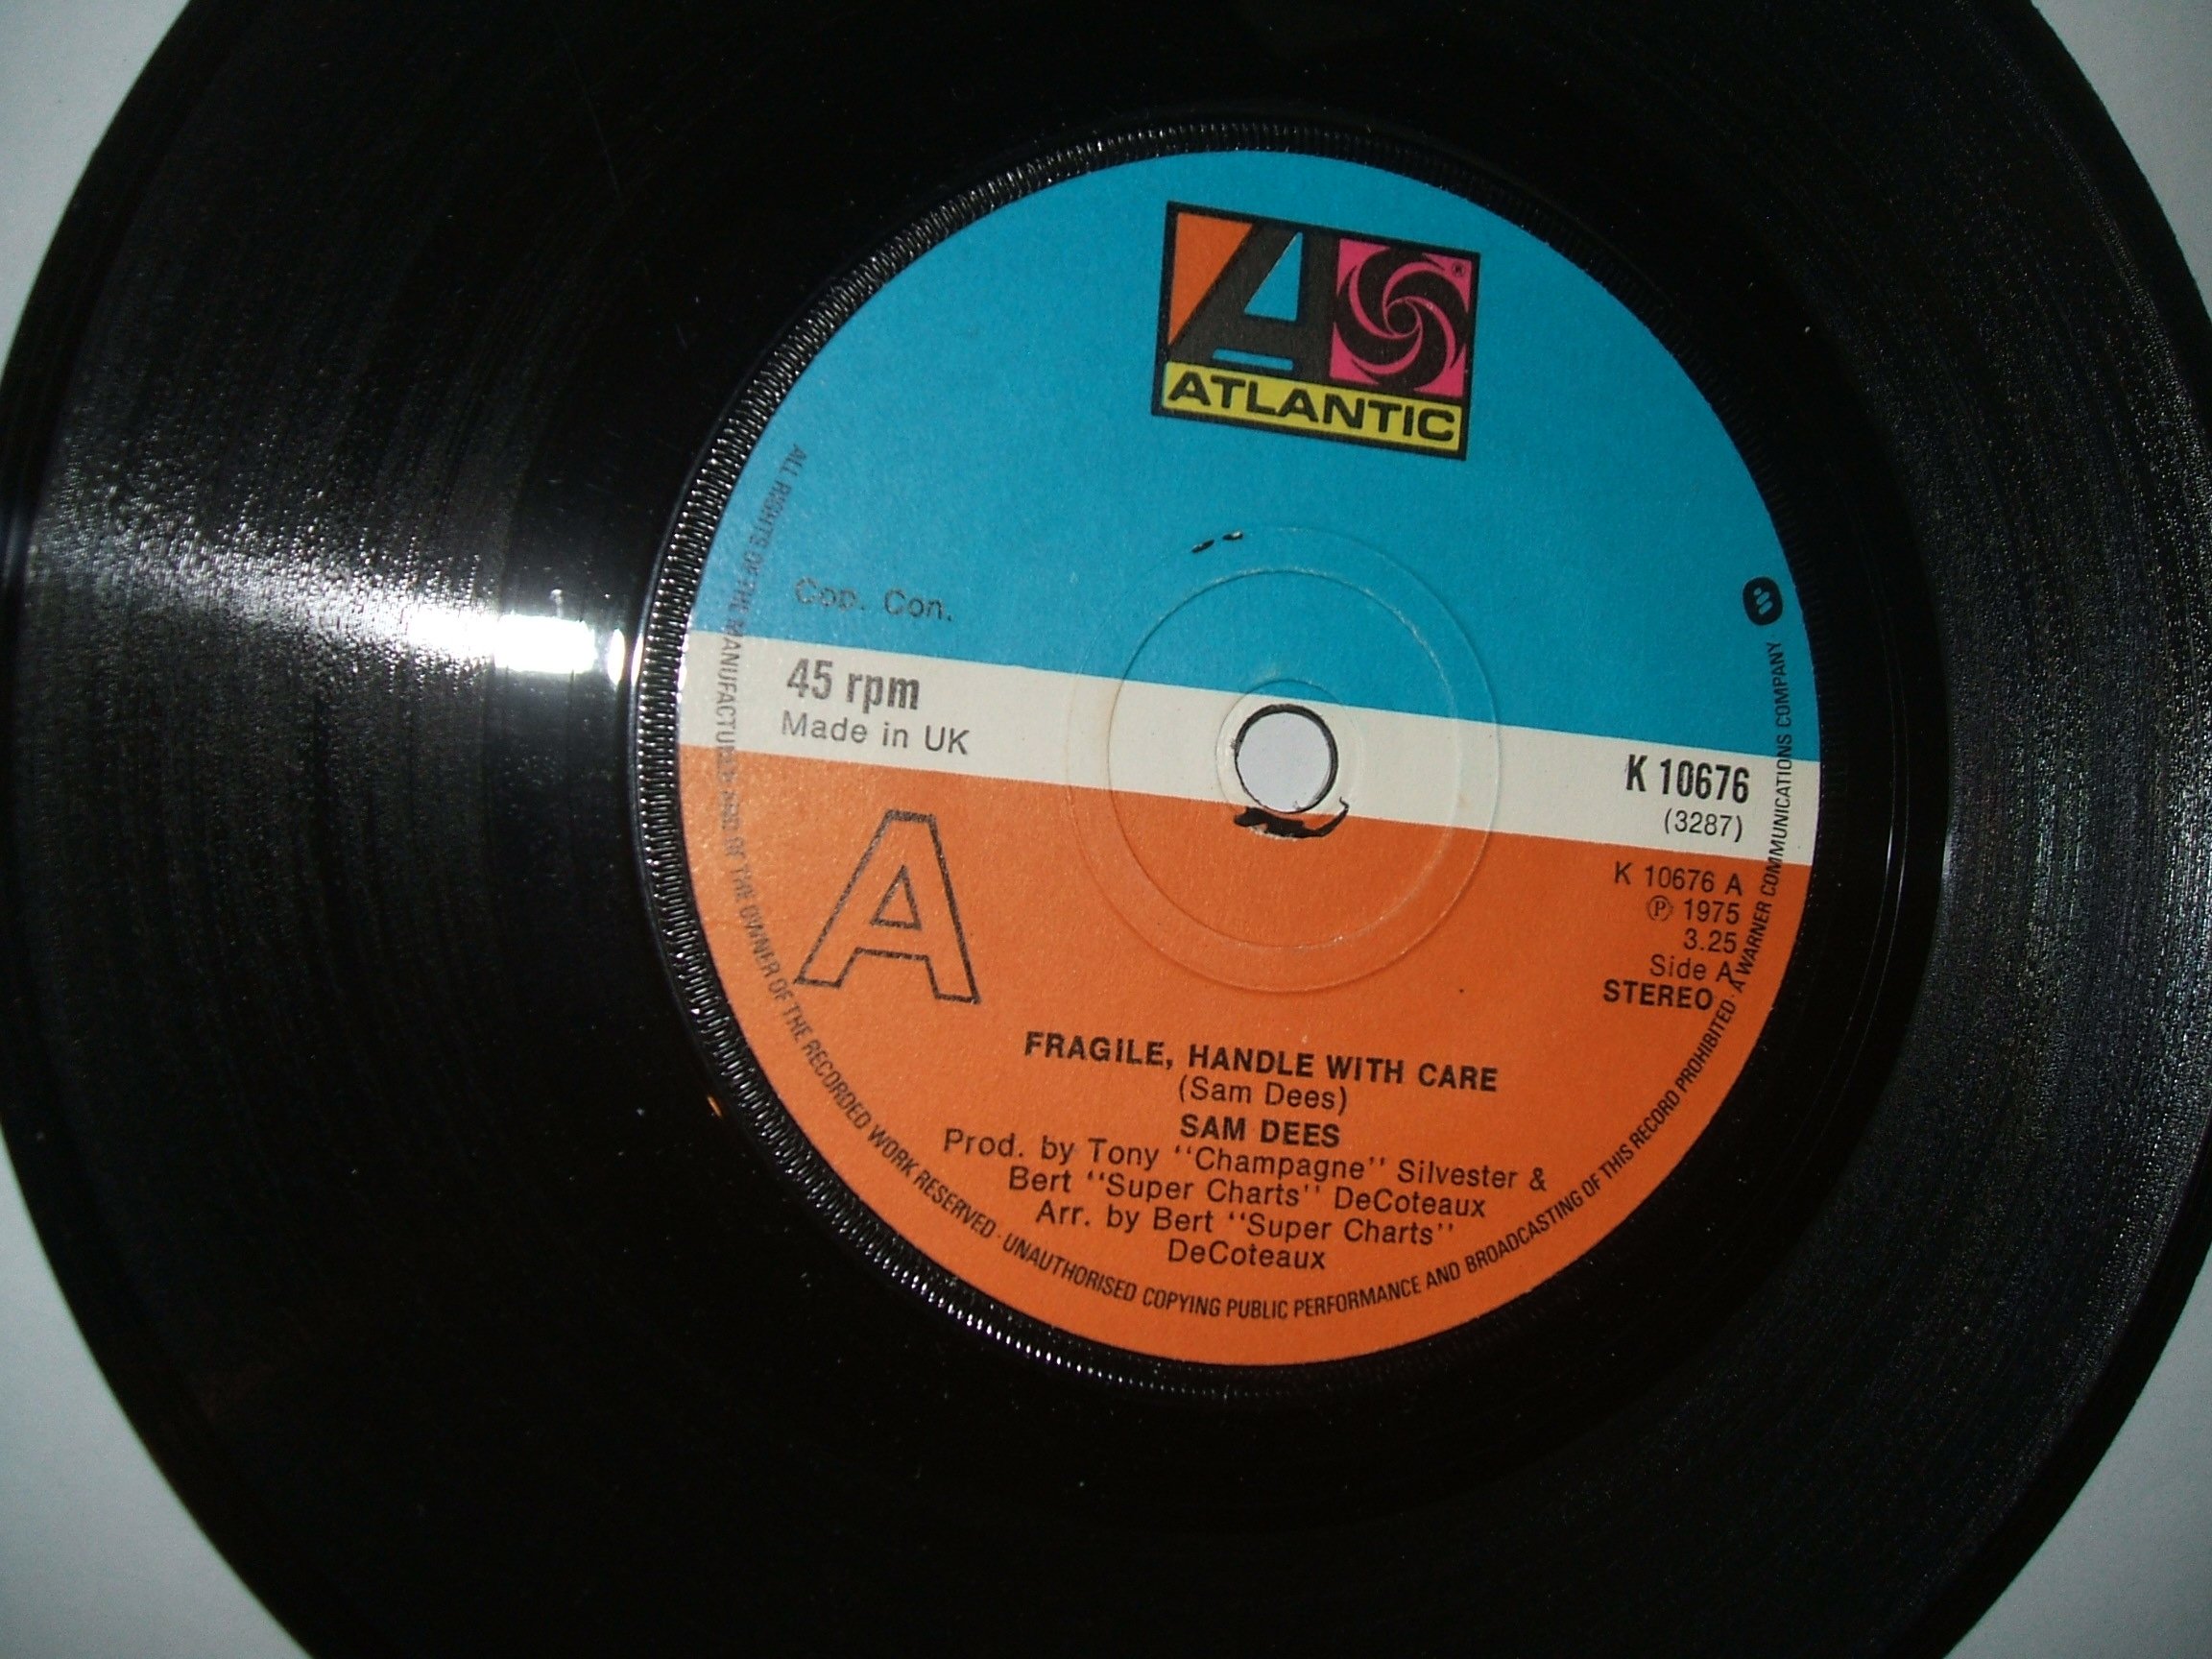 ATLANTIC
Cop. Con.
45 rpm
Made in UK
K 10676
(3287)
K 10676 A
Ⓟ 1975
3.25
Side A
STEREO
A
FRAGILE, HANDLE WITH CARE
(Sam Dees)
SAM DEES
Prod. by Tony "Champagne" Silvester &
Bert "Super Charts" DeCoteaux
Arr. by Bert "Super Charts"
DeCoteaux
ALL RIGHTS OF THE MANUFACTURER AND OF THE OWNER OF THE RECORDED WORK RESERVED · UNAUTHORISED COPYING PUBLIC PERFORMANCE AND BROADCASTING OF THIS RECORD PROHIBITED · A WARNER COMMUNICATIONS COMPANY